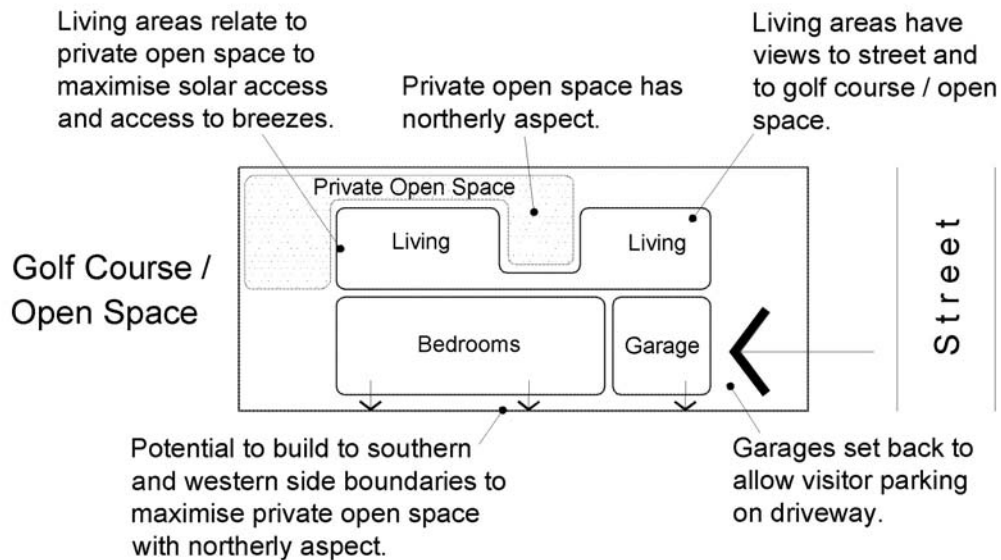 Living areas relate to
private open space to
maximise solar access
and access to breezes.
Private open space has
northerly aspect.
Living areas have
views to street and
to golf course / open
space.
Private Open Space
Living
Living
Golf Course /
Open Space
Bedrooms
Garage
Street
Potential to build to southern
and western side boundaries to
maximise private open space
with northerly aspect.
Garages set back to
allow visitor parking
on driveway.